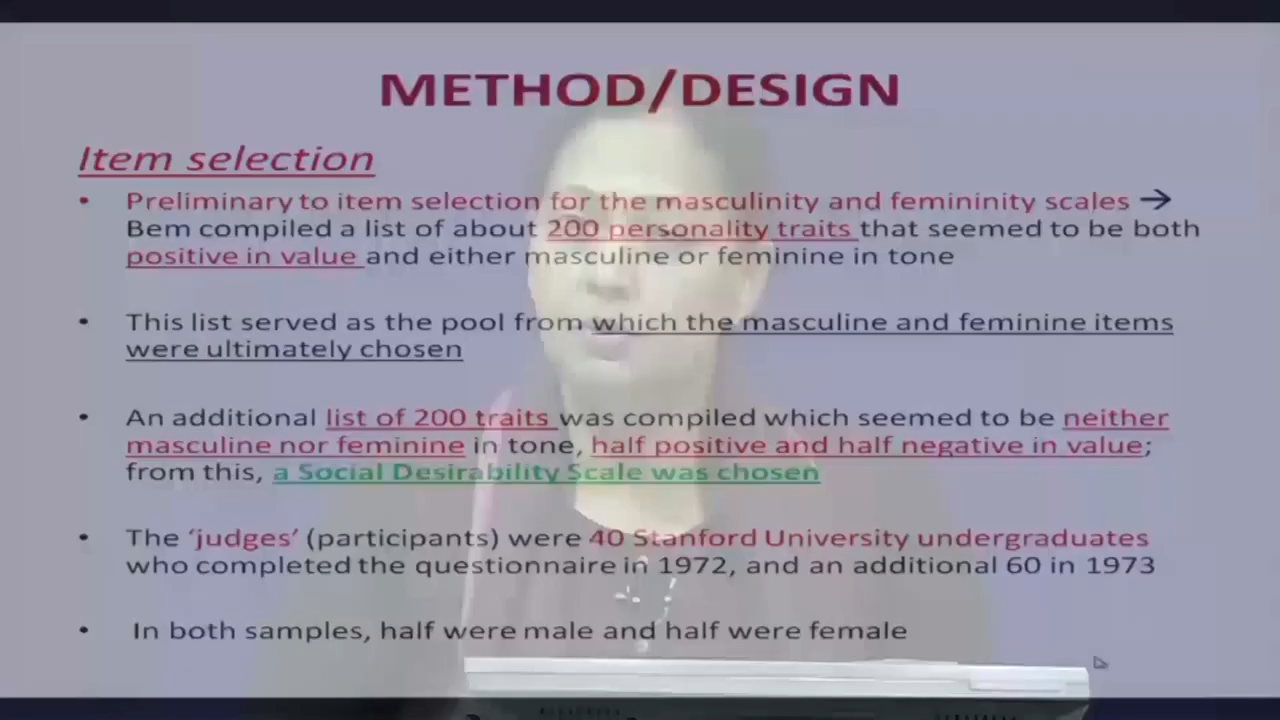 METHOD/DESIGN
Item selection
• Preliminary to item selection for the masculinity and femininity scales →
Bem compiled a list of about 200 personality traits that seemed to be both
positive in value and either masculine or feminine in tone
• This list served as the pool from which the masculine and feminine items
were ultimately chosen
• An additional list of 200 traits was compiled which seemed to be neither
masculine nor feminine in tone, half positive and half negative in value;
from this, a Social Desirability Scale was chosen
• The ‘judges’ (participants) were 40 Stanford University undergraduates
who completed the questionnaire in 1972, and an additional 60 in 1973
• In both samples, half were male and half were female